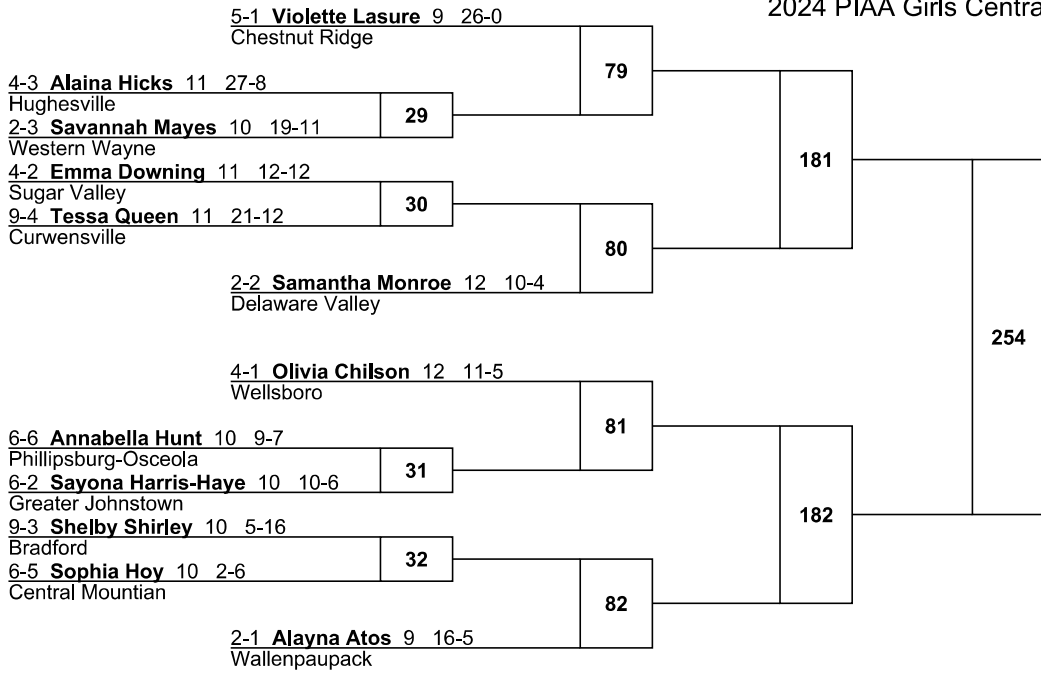 2024 PIAA Girls Centra
5-1 Violette Lasure 9 26-0
Chestnut Ridge
79
4-3 Alaina Hicks 11 27-8
Hughesville
29
2-3 Savannah Mayes 10 19-11
Western Wayne
181
4-2 Emma Downing 11 12-12
Sugar Valley
30
9-4 Tessa Queen 11 21-12
Curwensville
80
2-2 Samantha Monroe 12 10-4
Delaware Valley
254
4-1 Olivia Chilson 12 11-5
Wellsboro
81
6-6 Annabella Hunt 10 9-7
Phillipsburg-Osceola
31
6-2 Sayona Harris-Haye 10 10-6
Greater Johnstown
182
9-3 Shelby Shirley 10 5-16
Bradford
32
6-5 Sophia Hoy 10 2-6
Central Mountian
82
2-1 Alayna Atos 9 16-5
Wallenpaupack